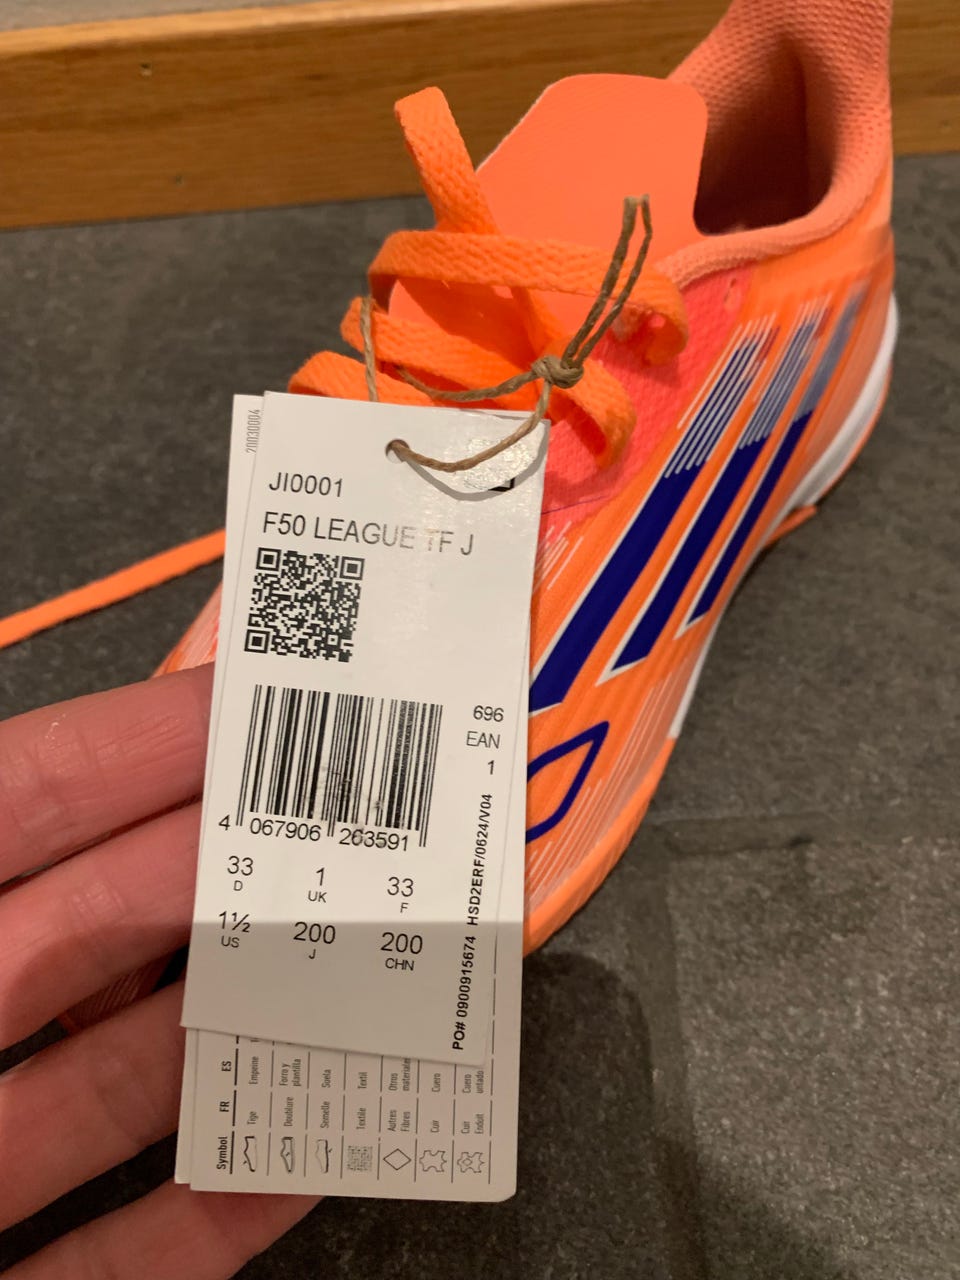 20030004
JI0001
F50 LEAGUE TF J
696
EAN
1
4 067906 263591
33
D
1
UK
33
F
1½
US
200
J
200
CHN
PO# 0900915674 HSD2ERF/0624/V04
ES
Empeine
Forro y plantilla
Suela
Textil
Otros materiales
Cuero
Cuero untado
FR
Tige
Doublure
Semelle
Textile
Autres Fibres
Cuir
Cuir Enduit
Symbol